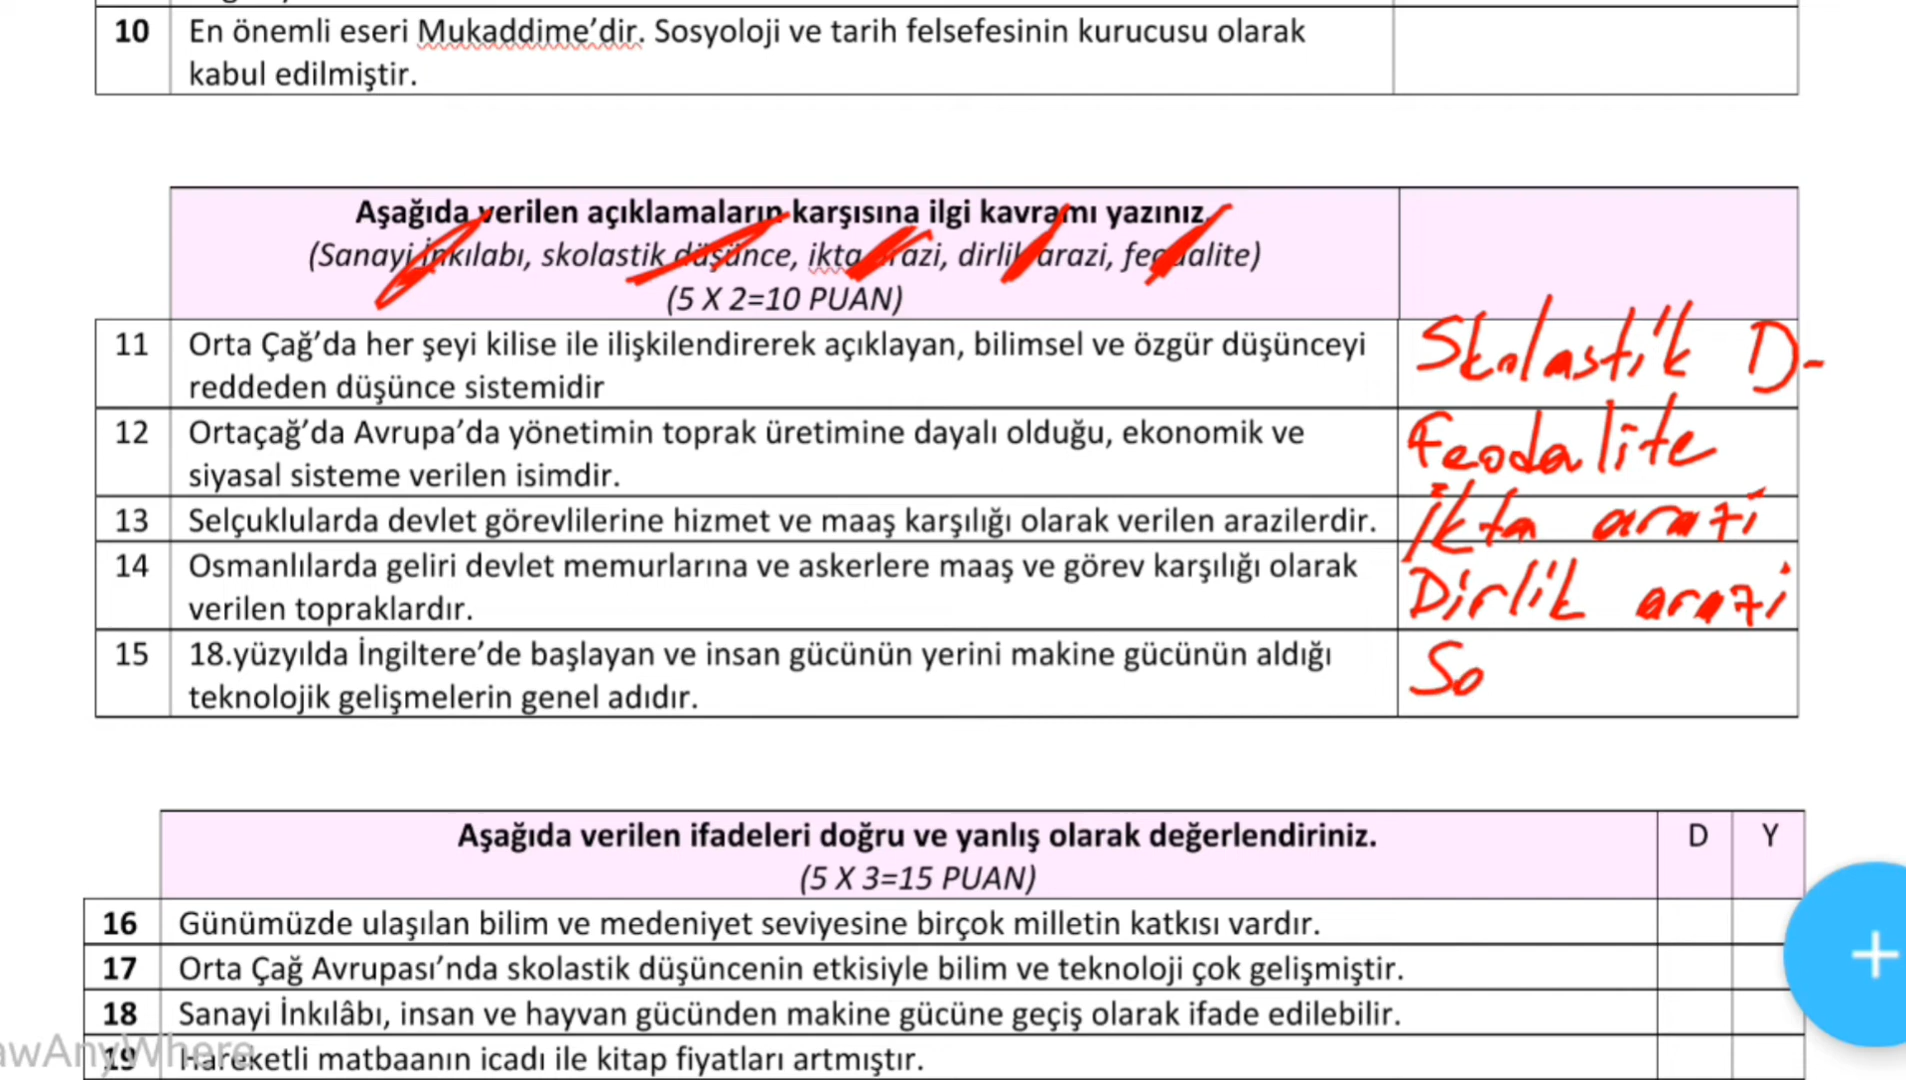 10 En önemli eseri Mukaddime'dir. Sosyoloji ve tarih felsefesinin kurucusu olarak
kabul edilmiştir.
Aşağıda verilen açıklamaların karşısına ilgi kavramı yazınız.
(Sanayi İnkılabı, skolastik düşünce, ikta arazi, dirlik arazi, feodalite)
(5 X 2=10 PUAN)
11 Orta Çağ'da her şeyi kilise ile ilişkilendirerek açıklayan, bilimsel ve özgür düşünceyi Skolastik D-
reddeden düşünce sistemidir
12 Ortaçağ'da Avrupa'da yönetimin toprak üretimine dayalı olduğu, ekonomik ve Feodalite
siyasal sisteme verilen isimdir.
13 Selçuklularda devlet görevlilerine hizmet ve maaş karşılığı olarak verilen arazilerdir. İkta arazi
14 Osmanlılarda geliri devlet memurlarına ve askerlere maaş ve görev karşılığı olarak Dirlik arazi
verilen topraklardır.
15 18.yüzyılda İngiltere'de başlayan ve insan gücünün yerini makine gücünün aldığı Sa
teknolojik gelişmelerin genel adıdır.
Aşağıda verilen ifadeleri doğru ve yanlış olarak değerlendiriniz. D Y
(5 X 3=15 PUAN)
16 Günümüzde ulaşılan bilim ve medeniyet seviyesine birçok milletin katkısı vardır.
17 Orta Çağ Avrupası'nda skolastik düşüncenin etkisiyle bilim ve teknoloji çok gelişmiştir.
18 Sanayi İnkılâbı, insan ve hayvan gücünden makine gücüne geçiş olarak ifade edilebilir.
awAnyWhere
19 Hareketli matbaanın icadı ile kitap fiyatları artmıştır.
+